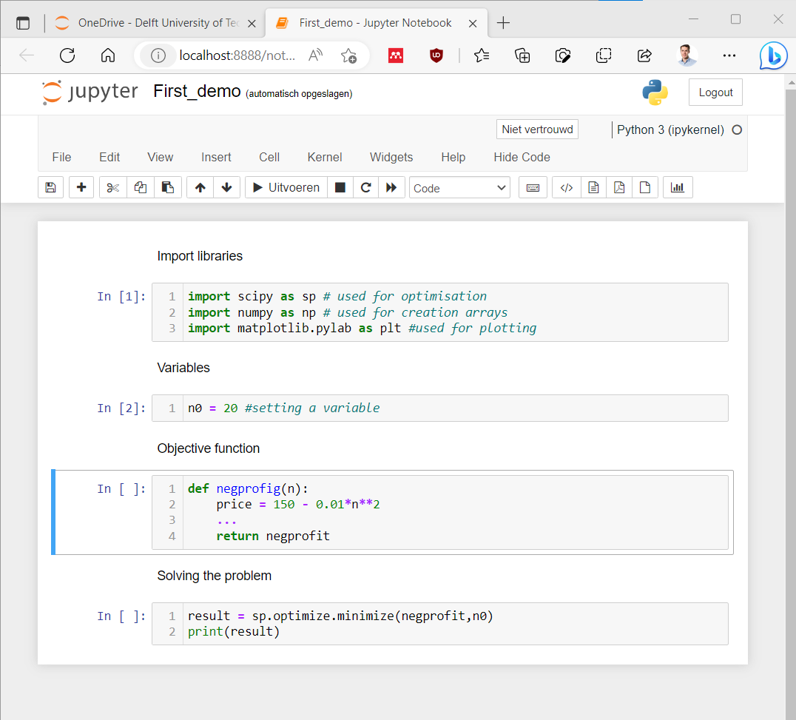 OneDrive - Delft University of Tec
First_demo - Jupyter Notebook
localhost:8888/not...
jupyter First_demo (automatisch opgeslagen)
Logout
Niet vertrouwd
Python 3 (ipykernel)
File Edit View Insert Cell Kernel Widgets Help Hide Code
Uitvoeren
Code
Import libraries
In [1]:
1 import scipy as sp # used for optimisation
2 import numpy as np # used for creation arrays
3 import matplotlib.pylab as plt #used for plotting
Variables
In [2]:
1 n0 = 20 #setting a variable
Objective function
In [ ]:
1 def negprofig(n):
2     price = 150 - 0.01*n**2
3     ...
4     return negprofit
Solving the problem
In [ ]:
1 result = sp.optimize.minimize(negprofit,n0)
2 print(result)